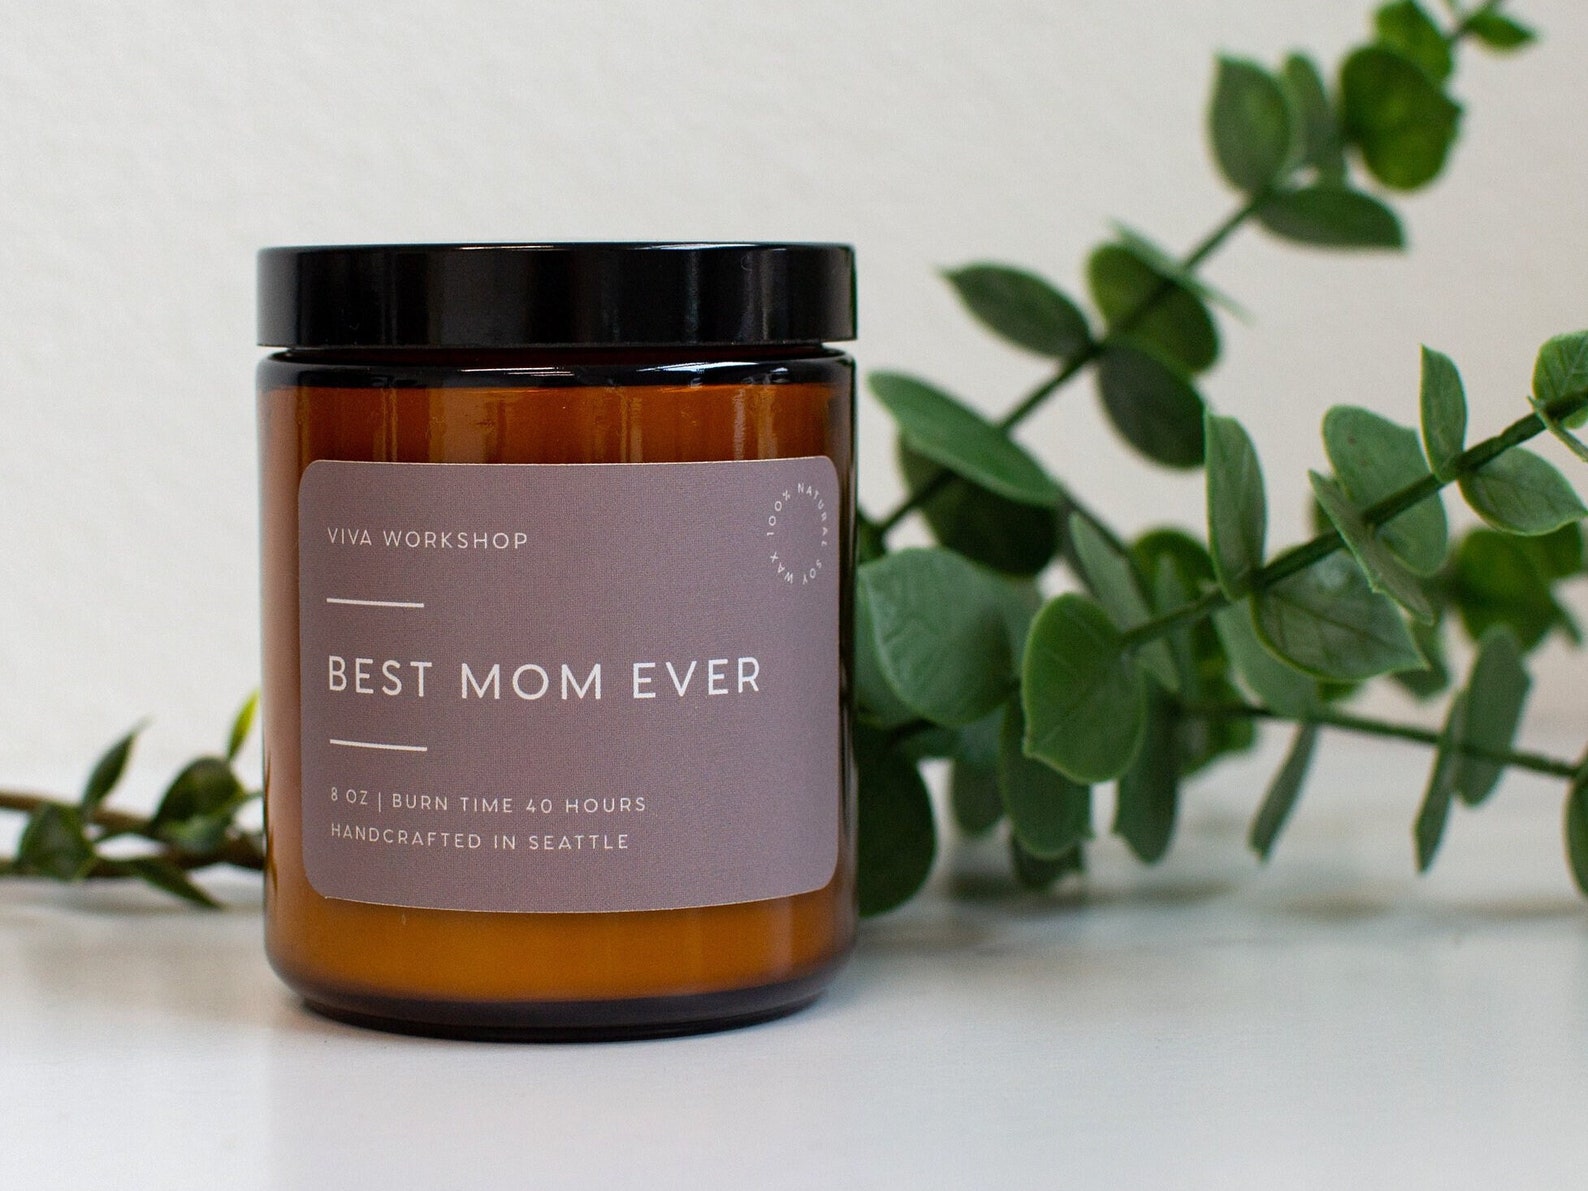 VIVA WORKSHOP
100% NATURAL SOY WAX
BEST MOM EVER
8 OZ | BURN TIME 40 HOURS
HANDCRAFTED IN SEATTLE